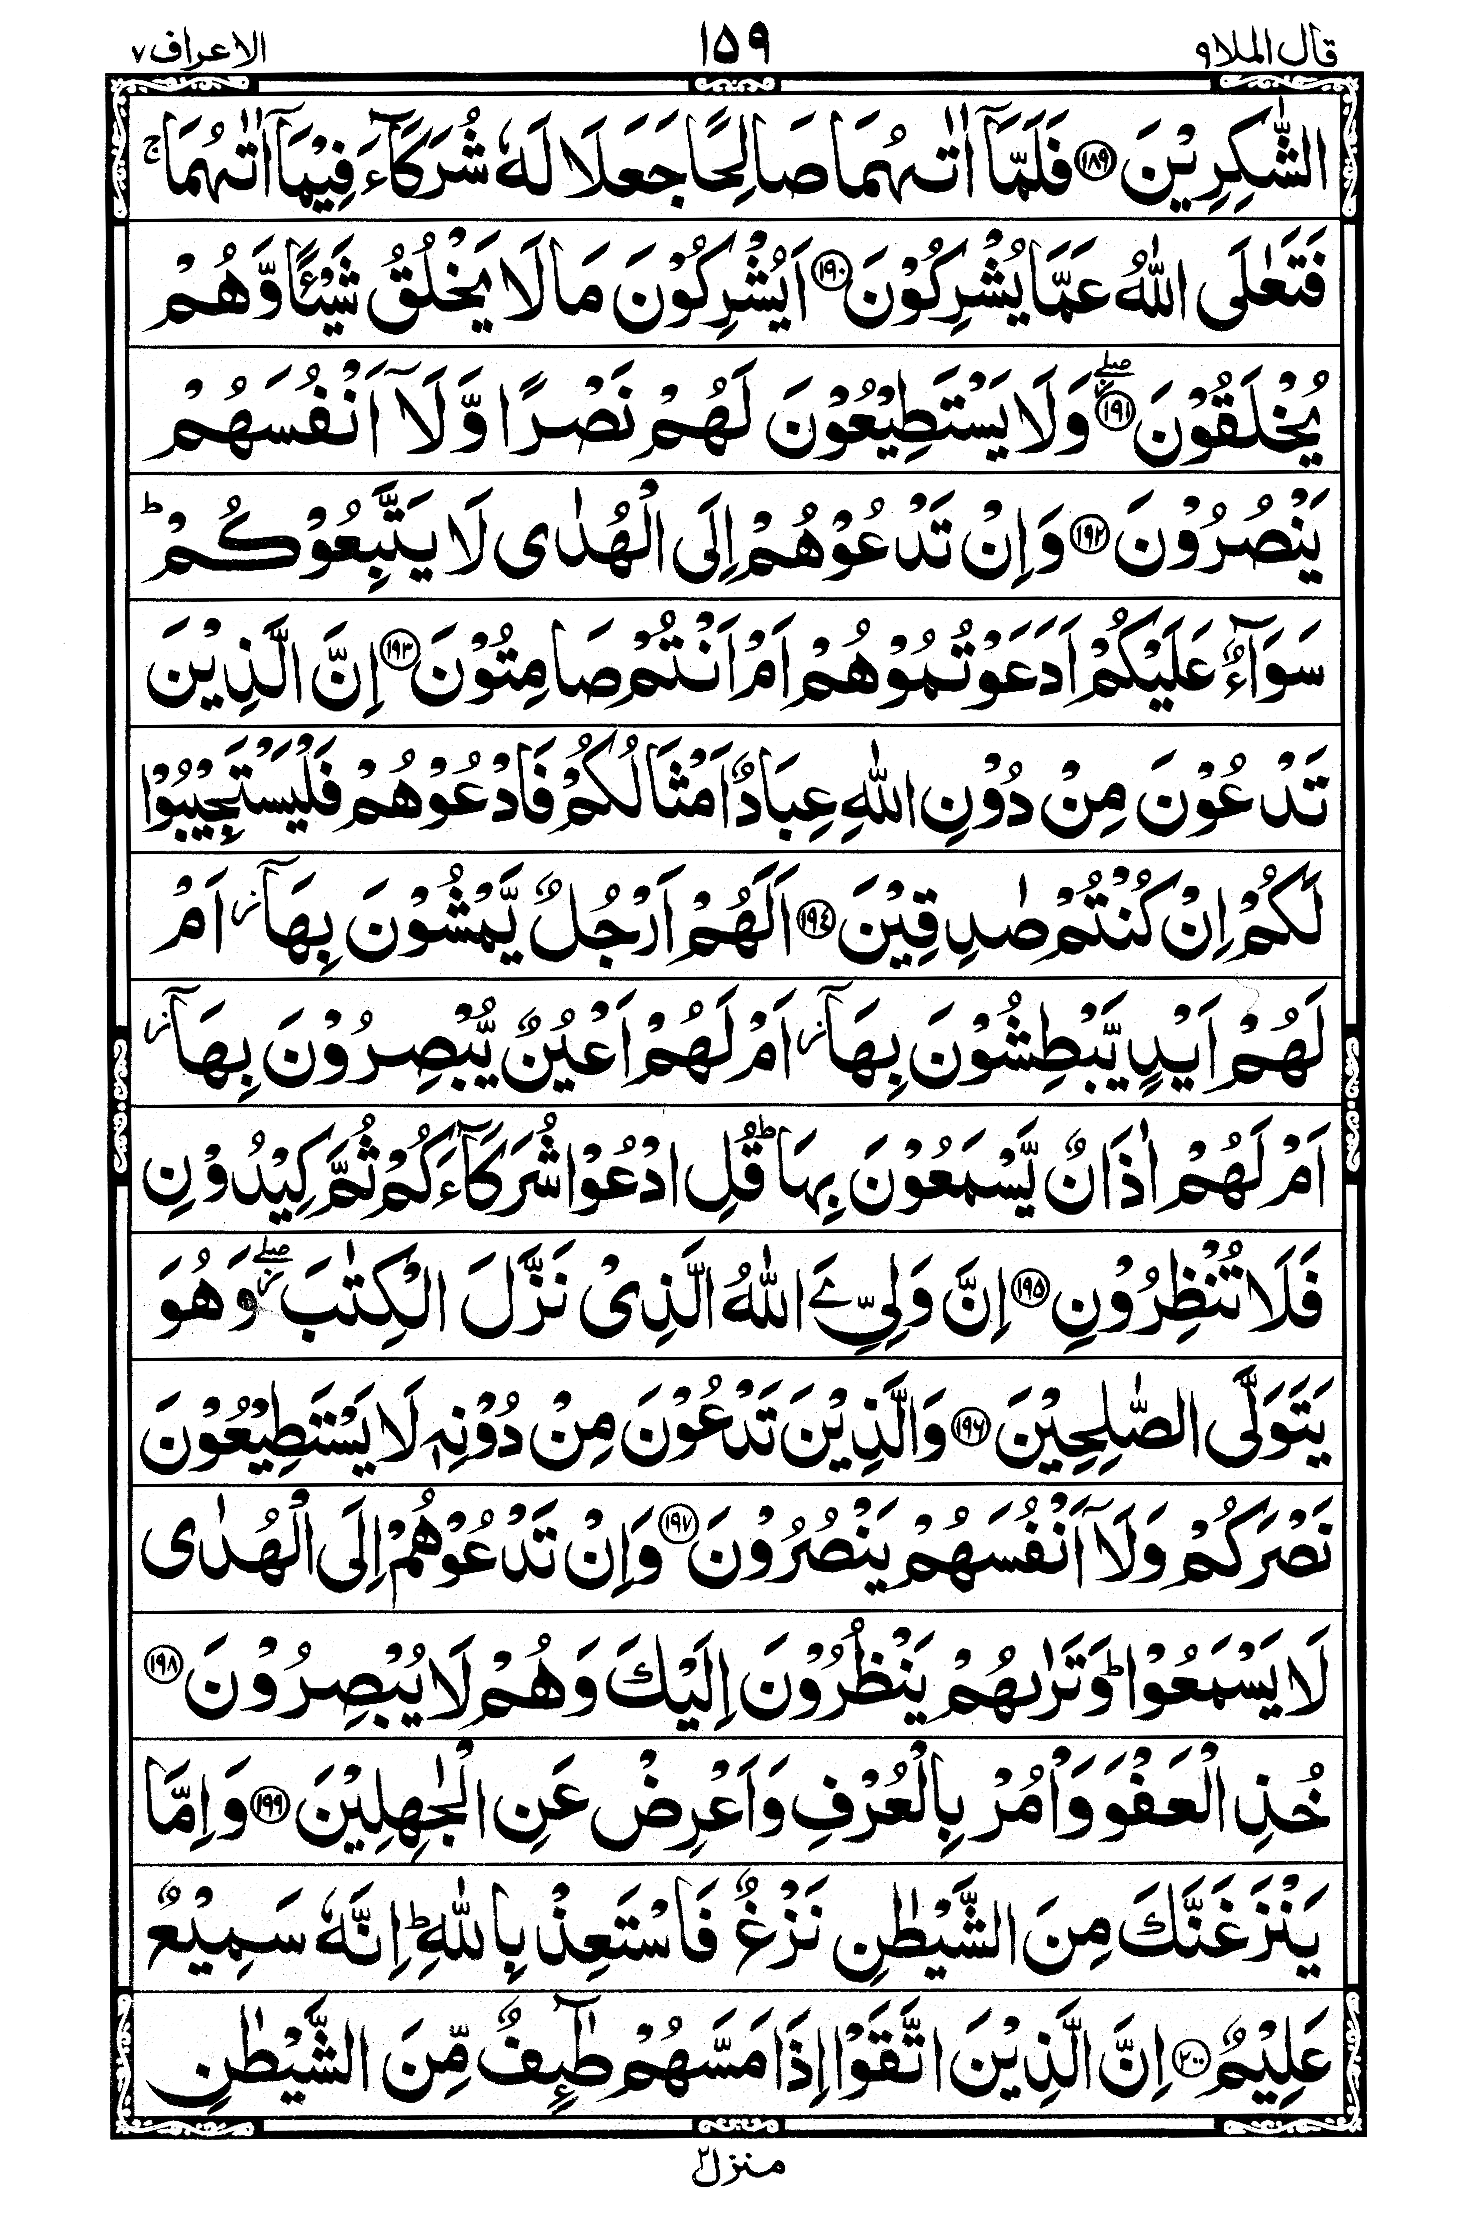 قال الملا ٩
١٥٩
الاعراف ٧
الشّٰكِرِيْنَ ﴿١٨٩﴾ فَلَمَّاۤ اٰتٰىهُمَا صَالِحًا جَعَلَا لَهٗ شُرَكَآءَ فِيْمَاۤ اٰتٰىهُمَا ۚ
فَتَعٰلَى اللّٰهُ عَمَّا يُشْرِكُوْنَ ﴿١٩٠﴾ اَيُشْرِكُوْنَ مَا لَا يَخْلُقُ شَيْـًٔا وَّهُمْ
يُخْلَقُوْنَ ﴿١٩١﴾ ۖ وَلَا يَسْتَطِيْعُوْنَ لَهُمْ نَصْرًا وَّلَاۤ اَنْفُسَهُمْ
يَنْصُرُوْنَ ﴿١٩٢﴾ وَاِنْ تَدْعُوْهُمْ اِلَى الْهُدٰى لَا يَتَّبِعُوْكُمْ ؕ
سَوَآءٌ عَلَيْكُمْ اَدَعَوْتُمُوْهُمْ اَمْ اَنْتُمْ صَامِتُوْنَ ﴿١٩٣﴾ اِنَّ الَّذِيْنَ
تَدْعُوْنَ مِنْ دُوْنِ اللّٰهِ عِبَادٌ اَمْثَالُكُمْ فَادْعُوْهُمْ فَلْيَسْتَجِيْبُوْا
لَكُمْ اِنْ كُنْتُمْ صٰدِقِيْنَ ﴿١٩٤﴾ اَلَهُمْ اَرْجُلٌ يَّمْشُوْنَ بِهَاۤ ؗ اَمْ
لَهُمْ اَيْدٍ يَّبْطِشُوْنَ بِهَاۤ ؗ اَمْ لَهُمْ اَعْيُنٌ يُّبْصِرُوْنَ بِهَاۤ ؗ
اَمْ لَهُمْ اٰذَانٌ يَّسْمَعُوْنَ بِهَا ؕ قُلِ ادْعُوْا شُرَكَآءَكُمْ ثُمَّ كِيْدُوْنِ
فَلَا تُنْظِرُوْنِ ﴿١٩٥﴾ اِنَّ وَلِيِّ ےَ اللّٰهُ الَّذِيْ نَزَّلَ الْكِتٰبَ ۖ وَهُوَ
يَتَوَلَّى الصّٰلِحِيْنَ ﴿١٩٦﴾ وَالَّذِيْنَ تَدْعُوْنَ مِنْ دُوْنِهٖ لَا يَسْتَطِيْعُوْنَ
نَصْرَكُمْ وَلَاۤ اَنْفُسَهُمْ يَنْصُرُوْنَ ﴿١٩٧﴾ وَاِنْ تَدْعُوْهُمْ اِلَى الْهُدٰى
لَا يَسْمَعُوْا ؕ وَتَرٰىهُمْ يَنْظُرُوْنَ اِلَيْكَ وَهُمْ لَا يُبْصِرُوْنَ ﴿١٩٨﴾
خُذِ الْعَفْوَ وَاْمُرْ بِالْعُرْفِ وَاَعْرِضْ عَنِ الْجٰهِلِيْنَ ﴿١٩٩﴾ وَاِمَّا
يَنْزَغَنَّكَ مِنَ الشَّيْطٰنِ نَزْغٌ فَاسْتَعِذْ بِاللّٰهِ ؕ اِنَّهٗ سَمِيْعٌ
عَلِيْمٌ ﴿٢٠٠﴾ اِنَّ الَّذِيْنَ اتَّقَوْا اِذَا مَسَّهُمْ طٰٓئِفٌ مِّنَ الشَّيْطٰنِ
منزل ٢